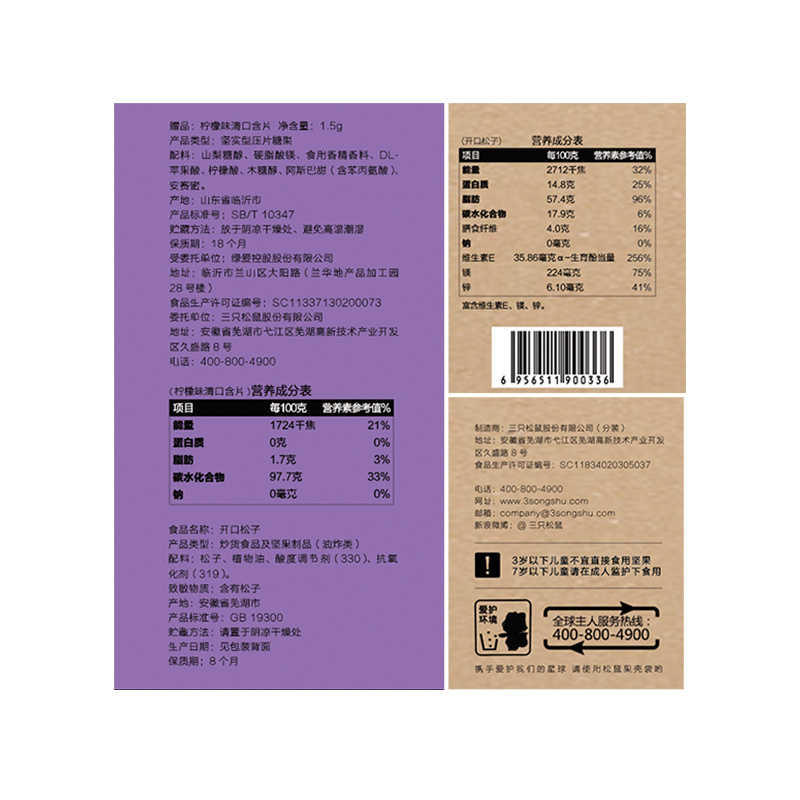 赠品：柠檬味清口含片 净含量：1.5g
产品类型：坚实型压片糖果
配料：山梨糖醇、硬脂酸镁、食用香精香料、DL-
苹果酸、柠檬酸、木糖醇、阿斯巴甜（含苯丙氨酸）、
安赛蜜。
产地：山东省临沂市
产品标准号：SB/T 10347
贮藏方法：放于阴凉干燥处、避免高温潮湿
保质期：18个月
受委托单位：绿爱控股股份有限公司
地址：临沂市兰山区大阳路（兰华地产品加工园
28号楼）
食品生产许可证编号：SC11337130200073
委托单位：三只松鼠股份有限公司
地址：安徽省芜湖市弋江区芜湖高新技术产业开发
区久盛路8号
电话：400-800-4900
（柠檬味清口含片）营养成分表
项目 每100克 营养素参考值%
能量 1724千焦 21%
蛋白质 0克 0%
脂肪 1.7克 3%
碳水化合物 97.7克 33%
钠 0毫克 0%
食品名称：开口松子
产品类型：炒货食品及坚果制品（油炸类）
配料：松子、植物油、酸度调节剂（330）、抗氧
化剂（319）。
致敏物质：含有松子
产地：安徽省芜湖市
产品标准号：GB 19300
贮藏方法：请置于阴凉干燥处
生产日期：见包装背面
保质期：8个月
（开口松子） 营养成分表
项目 每100克 营养素参考值%
能量 2712千焦 32%
蛋白质 14.8克 25%
脂肪 57.4克 96%
碳水化合物 17.9克 6%
膳食纤维 4.0克 16%
钠 0毫克 0%
维生素E 35.86毫克α-生育酚当量 256%
镁 224毫克 75%
锌 6.10毫克 41%
富含维生素E、镁、锌。
6 956511 900336
制造商：三只松鼠股份有限公司（分装）
地址：安徽省芜湖市弋江区芜湖高新技术产业开发
区久盛路8号
食品生产许可证编号：SC11834020305037
电话：400-800-4900
网址：www.3songshu.com
邮箱：company@3songshu.com
新浪微博：@三只松鼠
3岁以下儿童不宜直接食用坚果
7岁以下儿童请在成人监护下食用
爱护
环境
全球主人服务热线：
400-800-4900
携手爱护我们的星球 请使用松鼠果壳袋哟